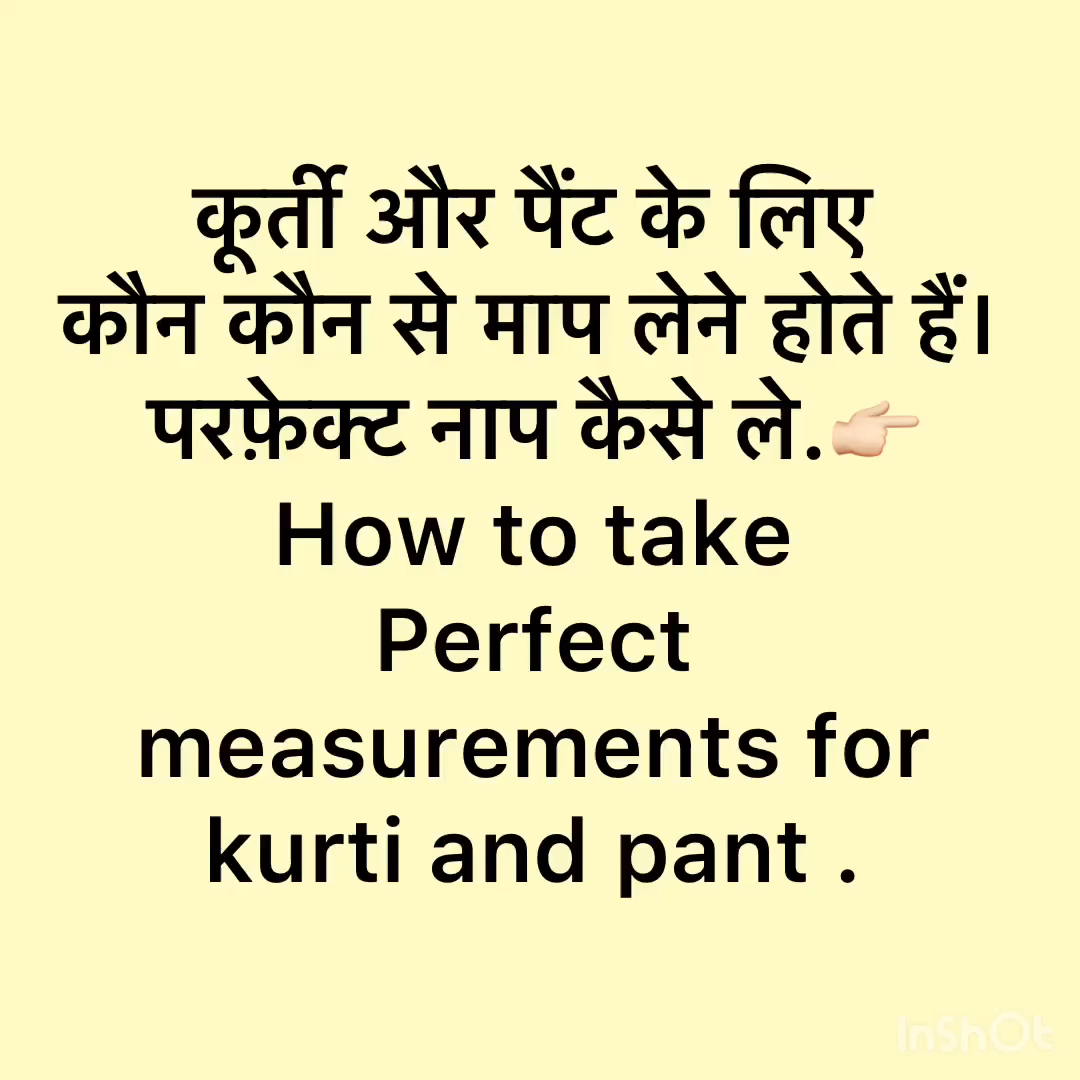 कूर्ती और पैंट के लिए
कौन कौन से माप लेने होते हैं।
परफ़ेक्ट नाप कैसे ले.👉🏻
How to take
Perfect
measurements for
kurti and pant .
InShOt